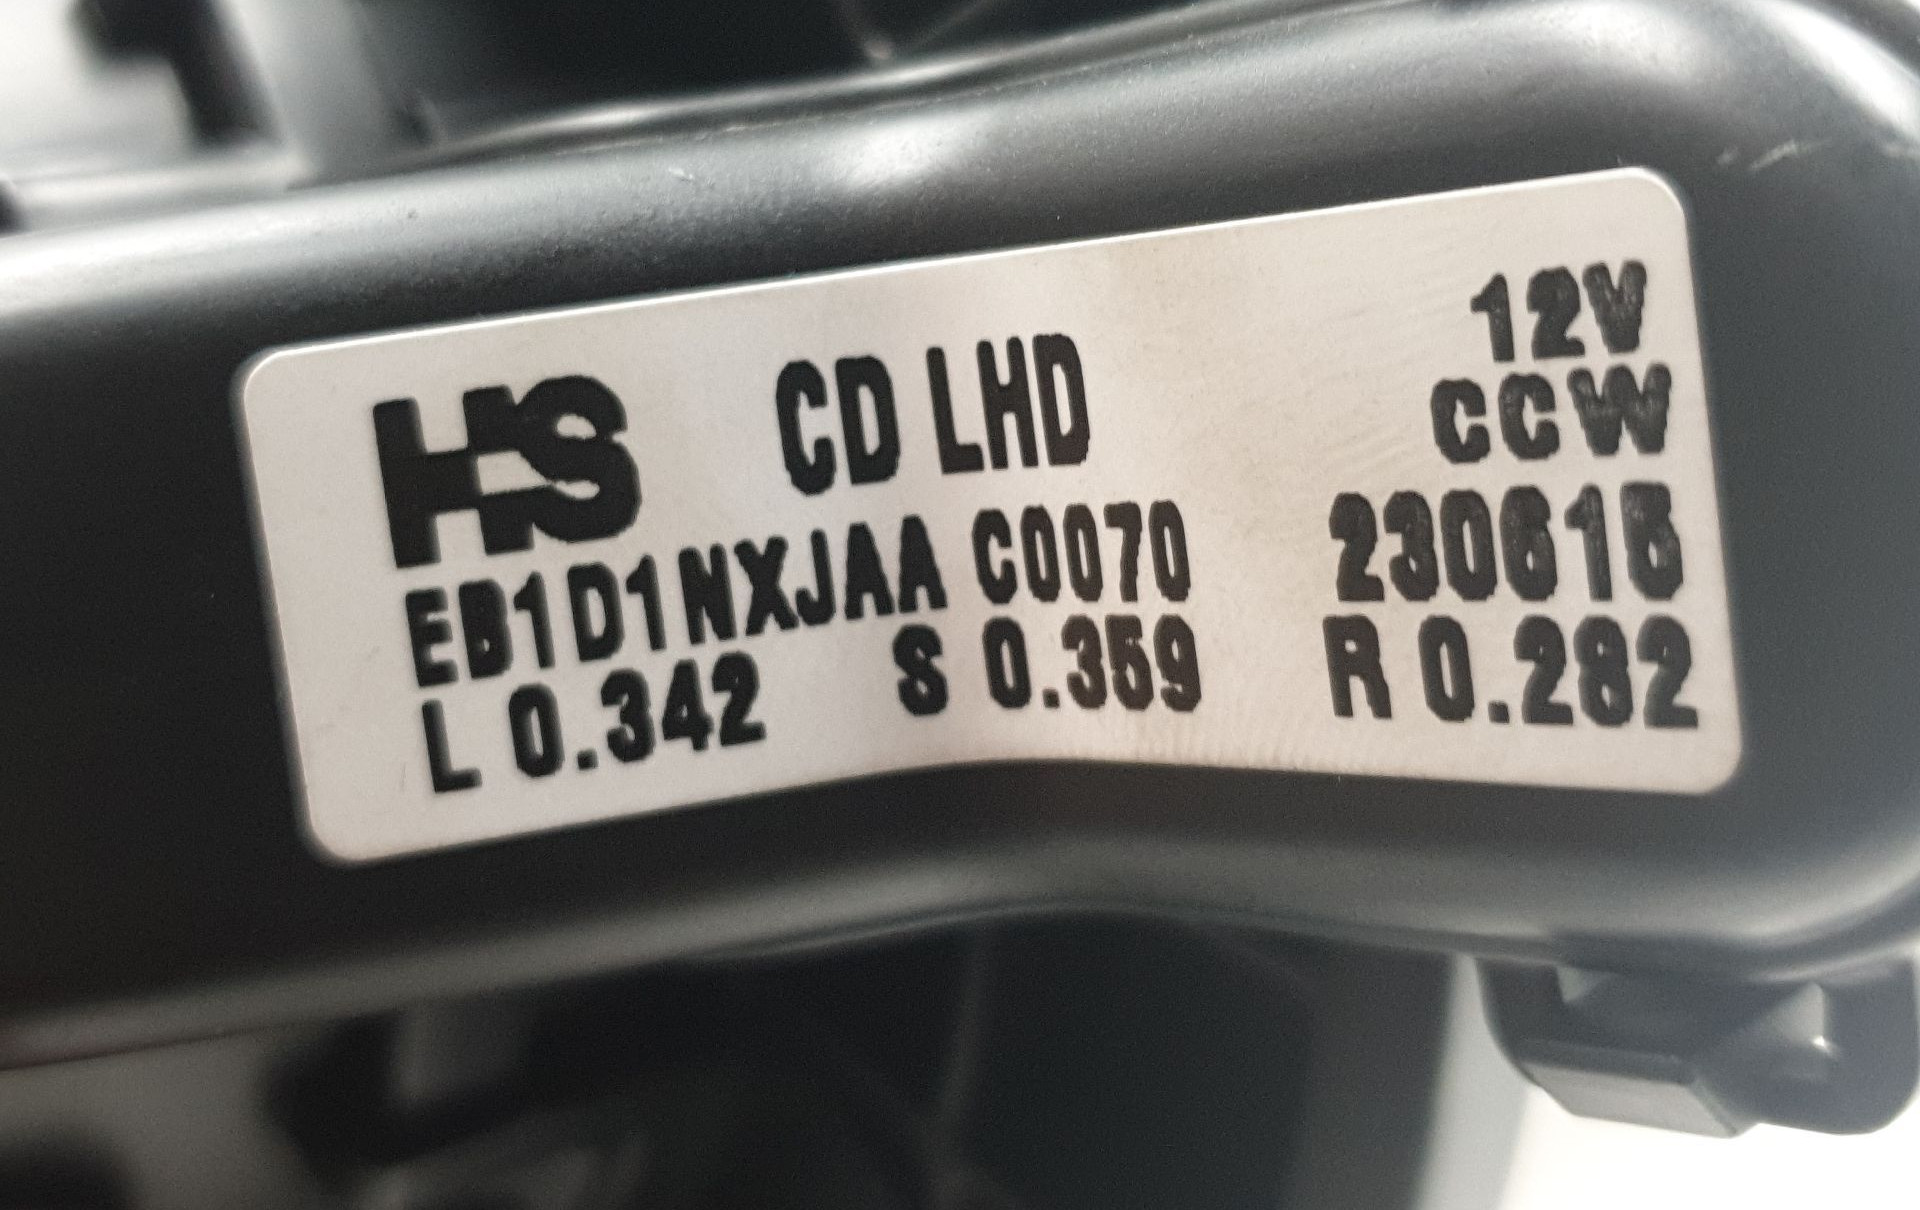 HS CD LHD 12V
CCW
EB1D1NXJAA C0070 230615
L 0.342 S 0.359 R 0.282